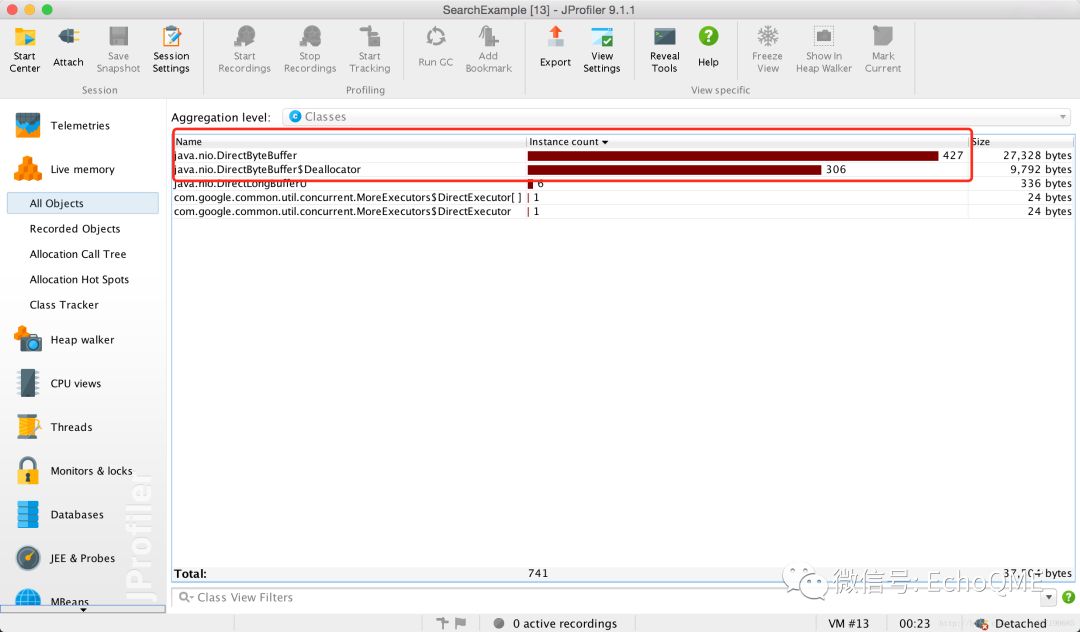 SearchExample [13] - JProfiler 9.1.1
Start Center
Attach
Save Snapshot
Session Settings
Start Recordings
Stop Recordings
Start Tracking
Run GC
Add Bookmark
Export
View Settings
Reveal Tools
Help
Freeze View
Show In Heap Walker
Mark Current
Session
Profiling
View specific
Telemetries
Live memory
All Objects
Recorded Objects
Allocation Call Tree
Allocation Hot Spots
Class Tracker
Heap walker
CPU views
Threads
Monitors & locks
Databases
JEE & Probes
MBeans
JProfiler
Aggregation level: Classes
Name Instance count Size
java.nio.DirectByteBuffer 427 27,328 bytes
java.nio.DirectByteBuffer$Deallocator 306 9,792 bytes
java.nio.DirectLongBufferU 6 336 bytes
com.google.common.util.concurrent.MoreExecutors$DirectExecutor[ ] 1 24 bytes
com.google.common.util.concurrent.MoreExecutors$DirectExecutor 1 24 bytes
Total: 741 37,504 bytes
Class View Filters
微信号: EchoQME
0 active recordings VM #13 00:23 Detached